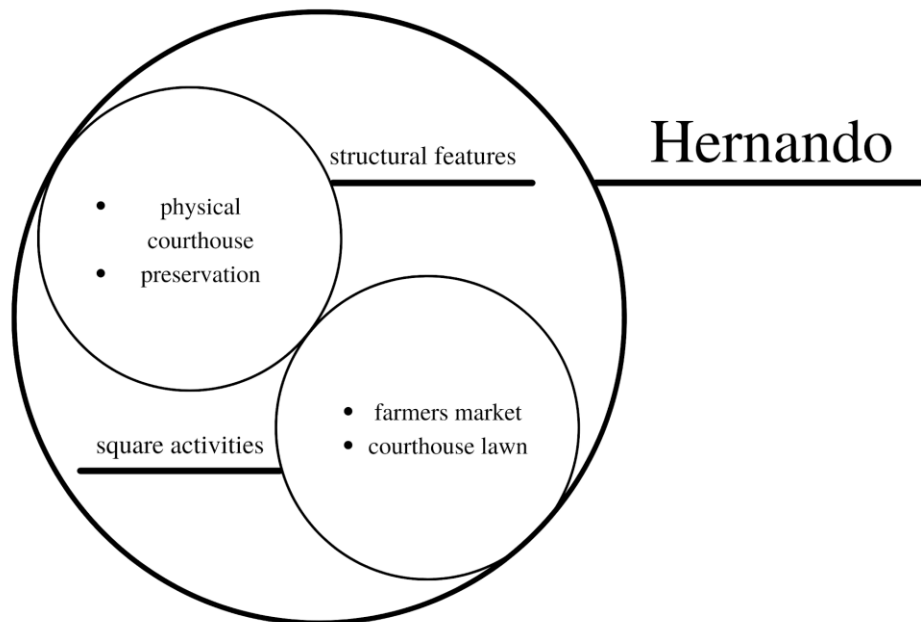 Hernando
structural features
• physical
courthouse
• preservation
• farmers market
• courthouse lawn
square activities